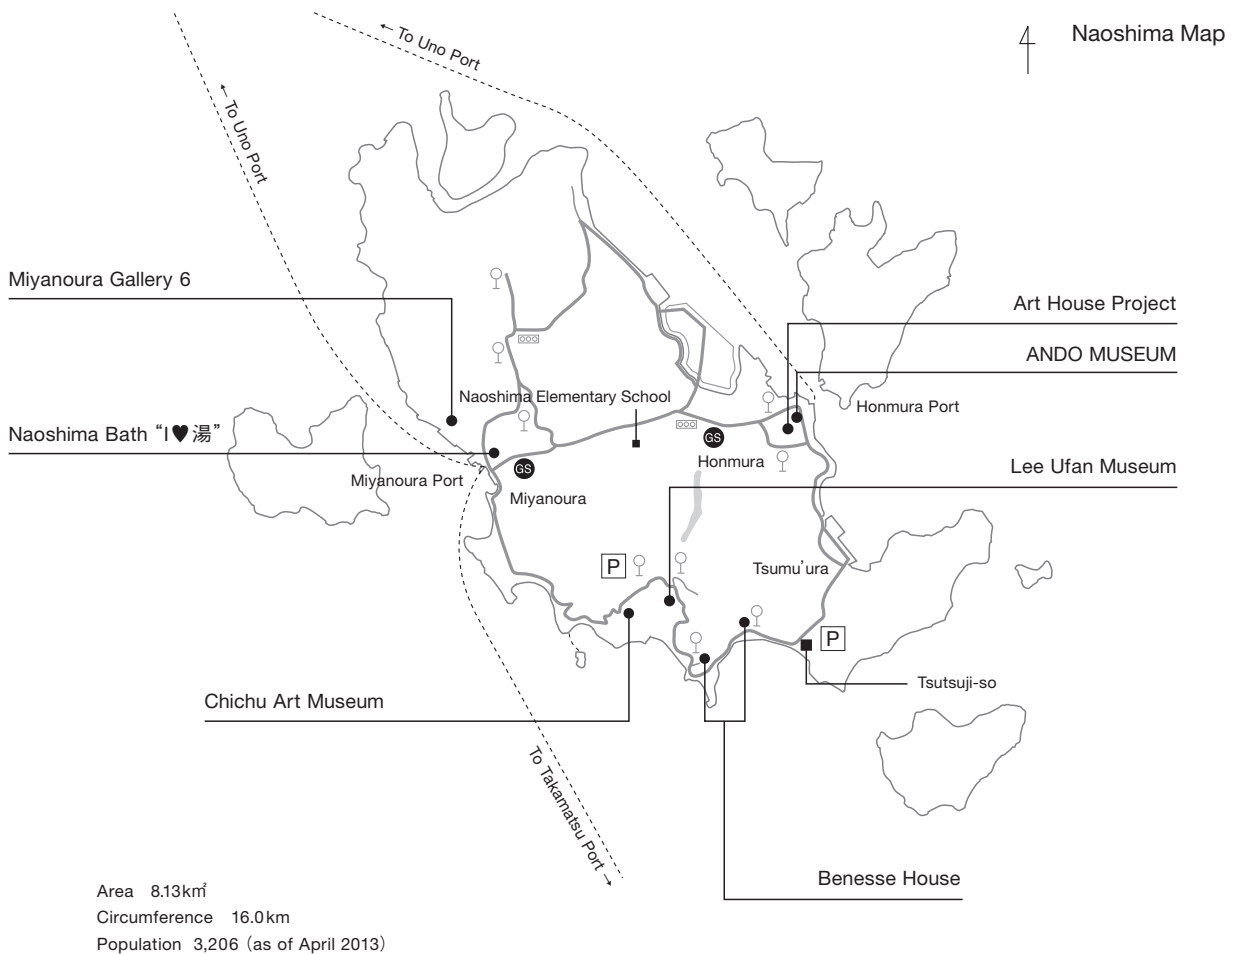 Naoshima Map
← To Uno Port
← To Uno Port
Miyanoura Gallery 6
Art House Project
ANDO MUSEUM
Naoshima Elementary School
Honmura Port
Naoshima Bath “I♥湯”
GS
Honmura
Lee Ufan Museum
Miyanoura Port
GS
Miyanoura
P
Tsumu’ura
P
Tsutsuji-so
Chichu Art Museum
To Takamatsu Port →
Benesse House
Area 8.13km²
Circumference 16.0km
Population 3,206 (as of April 2013)